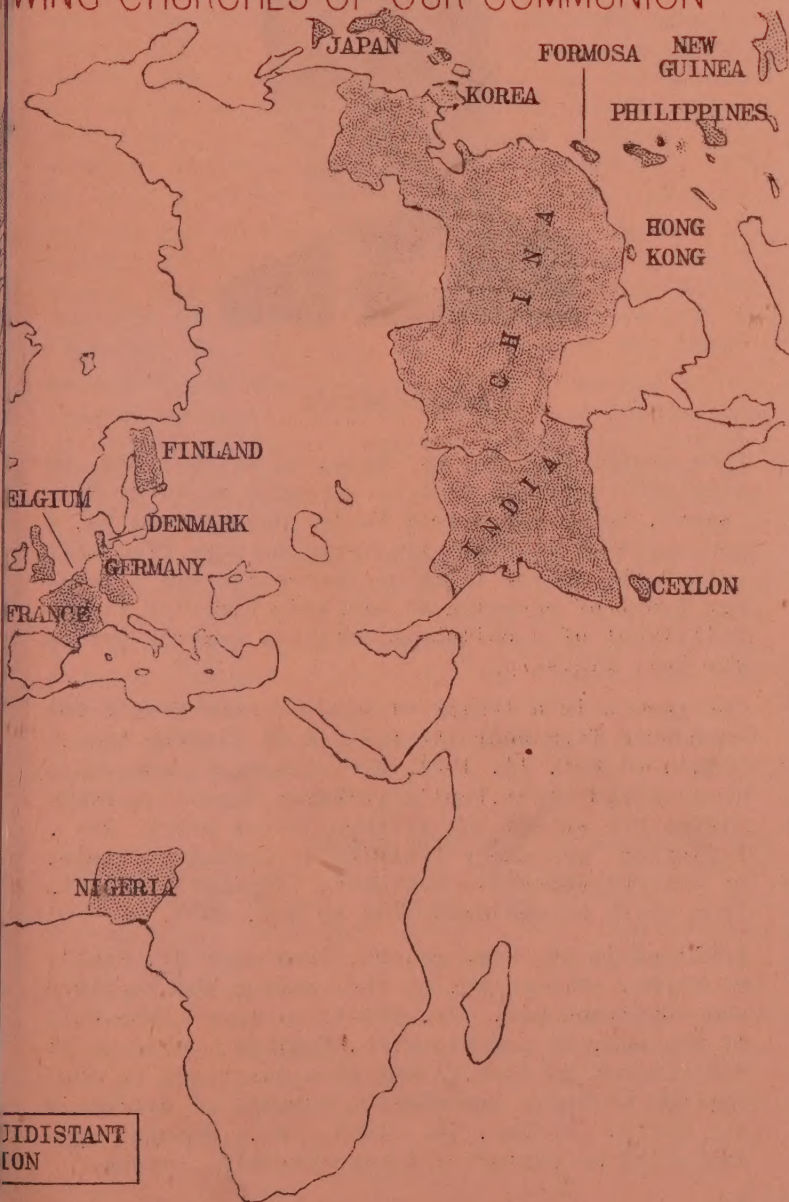 WING CHURCHES OF OUR COMMUNION
JAPAN
FORMOSA
NEW
GUINEA
KOREA
PHILIPPINES
HONG
KONG
CHINA
FINLAND
INDIA
ELGIUM
DENMARK
GERMANY
CEYLON
FRANCE
NIGERIA
UIDISTANT
ION